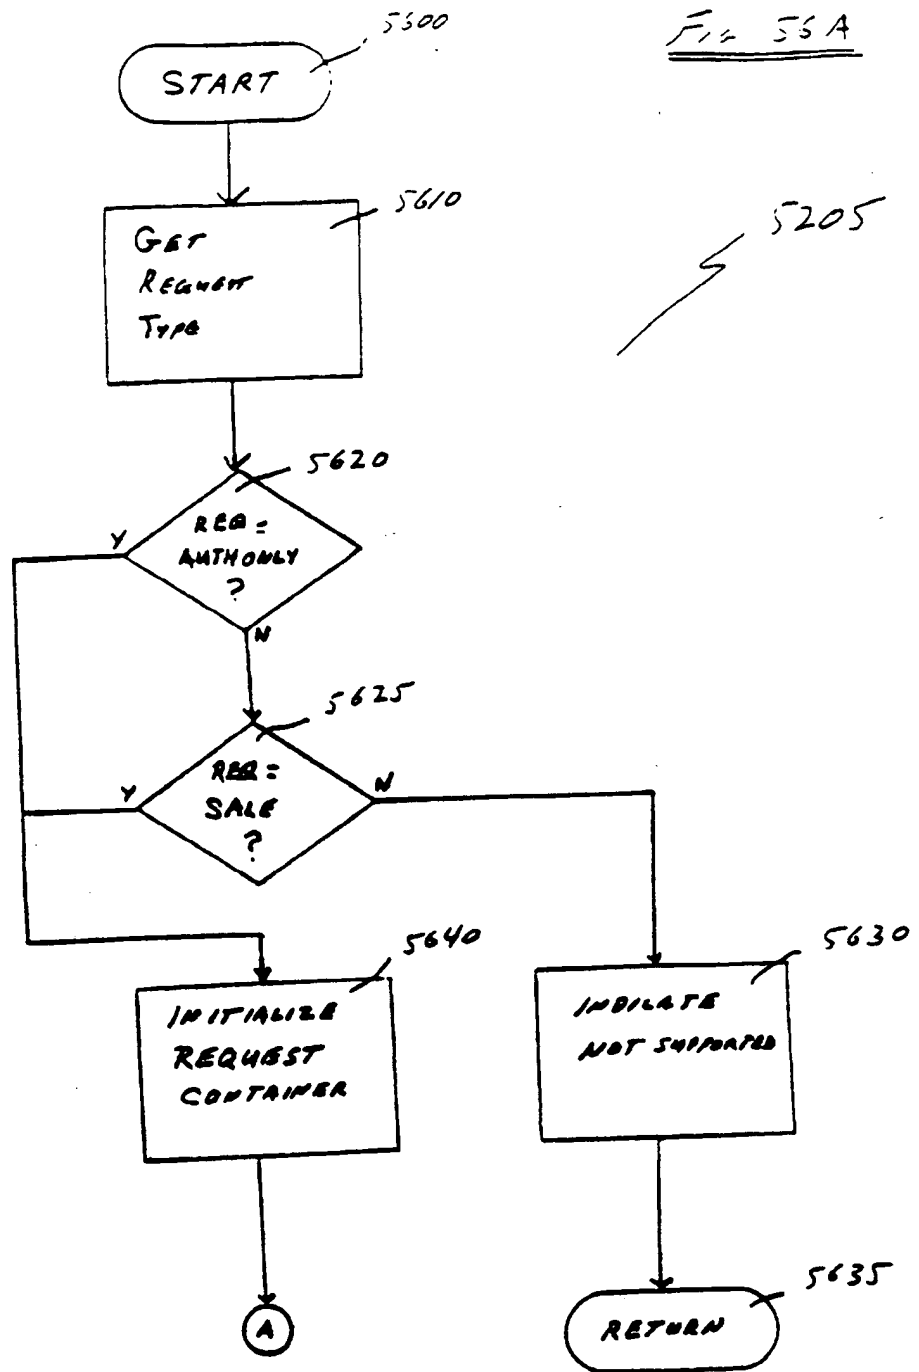 5600
Fig 56A
START
5610
5205
GET
REQUEST
TYPE
5620
Y
REQ =
AUTHONLY
?
N
5625
Y
REQ =
SALE
?
N
5640
5630
INITIALIZE
REQUEST
CONTAINER
INDICATE
NOT SUPPORTED
5635
A
RETURN